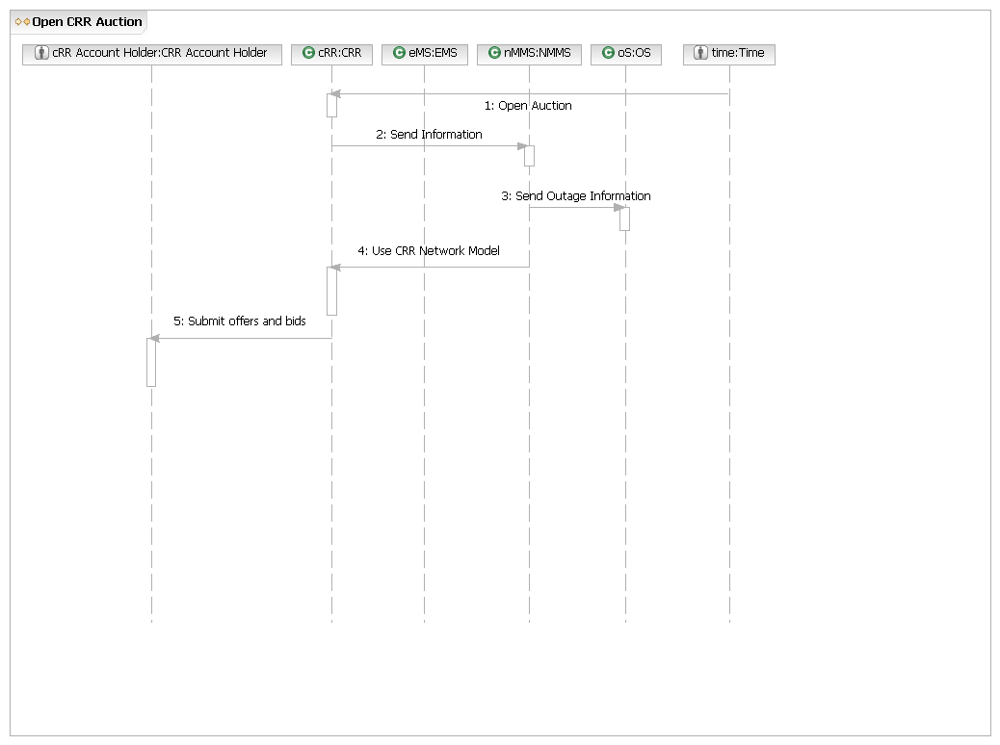 Open CRR Auction
cRR Account Holder:CRR Account Holder
cRR:CRR
eMS:EMS
nMMS:NMMS
oS:OS
time:Time
1: Open Auction
2: Send Information
3: Send Outage Information
4: Use CRR Network Model
5: Submit offers and bids